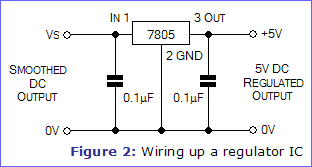 IN 1
3 OUT
Vs
7805
+5V
2 GND
SMOOTHED
DC
OUTPUT
5V DC
REGULATED
OUTPUT
0.1µF
0.1µF
0V
0V
Figure 2: Wiring up a regulator IC